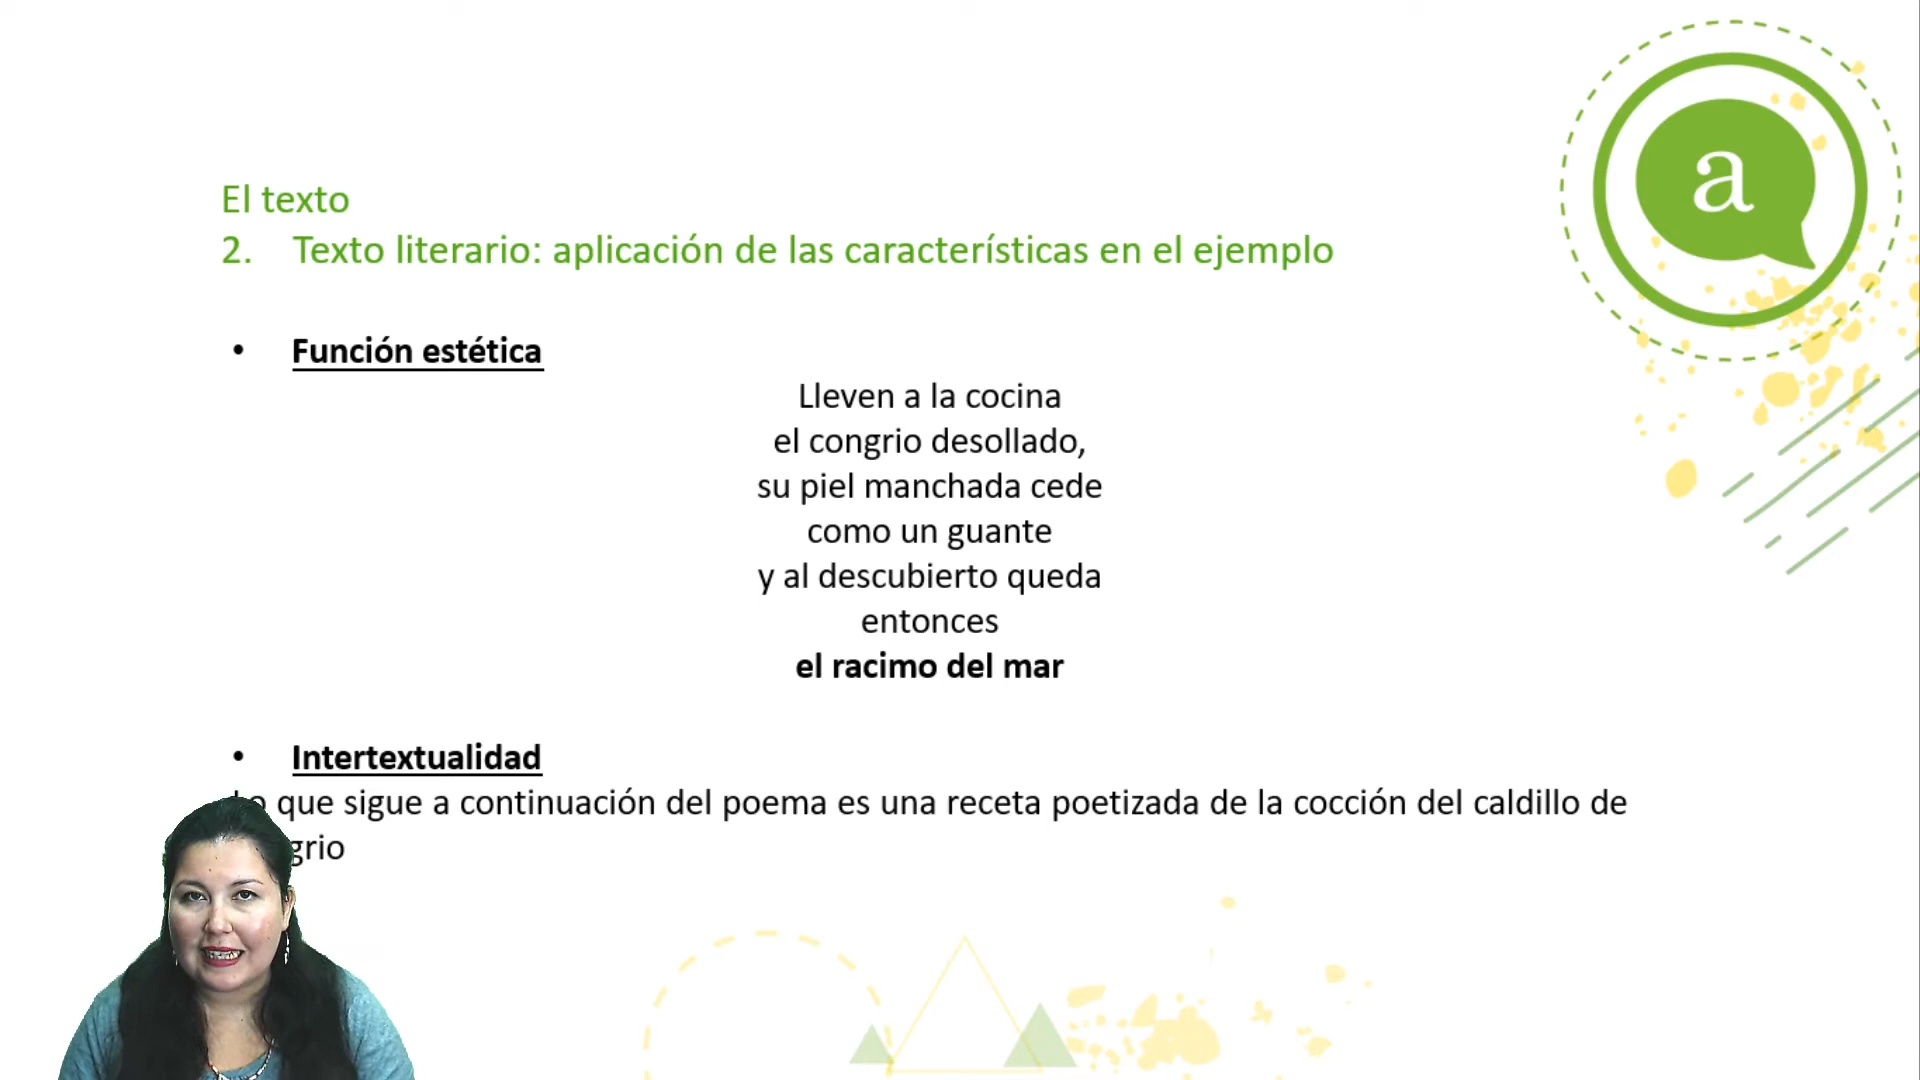 a
El texto
2. Texto literario: aplicación de las características en el ejemplo
• Función estética
Lleven a la cocina
el congrio desollado,
su piel manchada cede
como un guante
y al descubierto queda
entonces
el racimo del mar
• Intertextualidad
que sigue a continuación del poema es una receta poetizada de la cocción del caldillo de